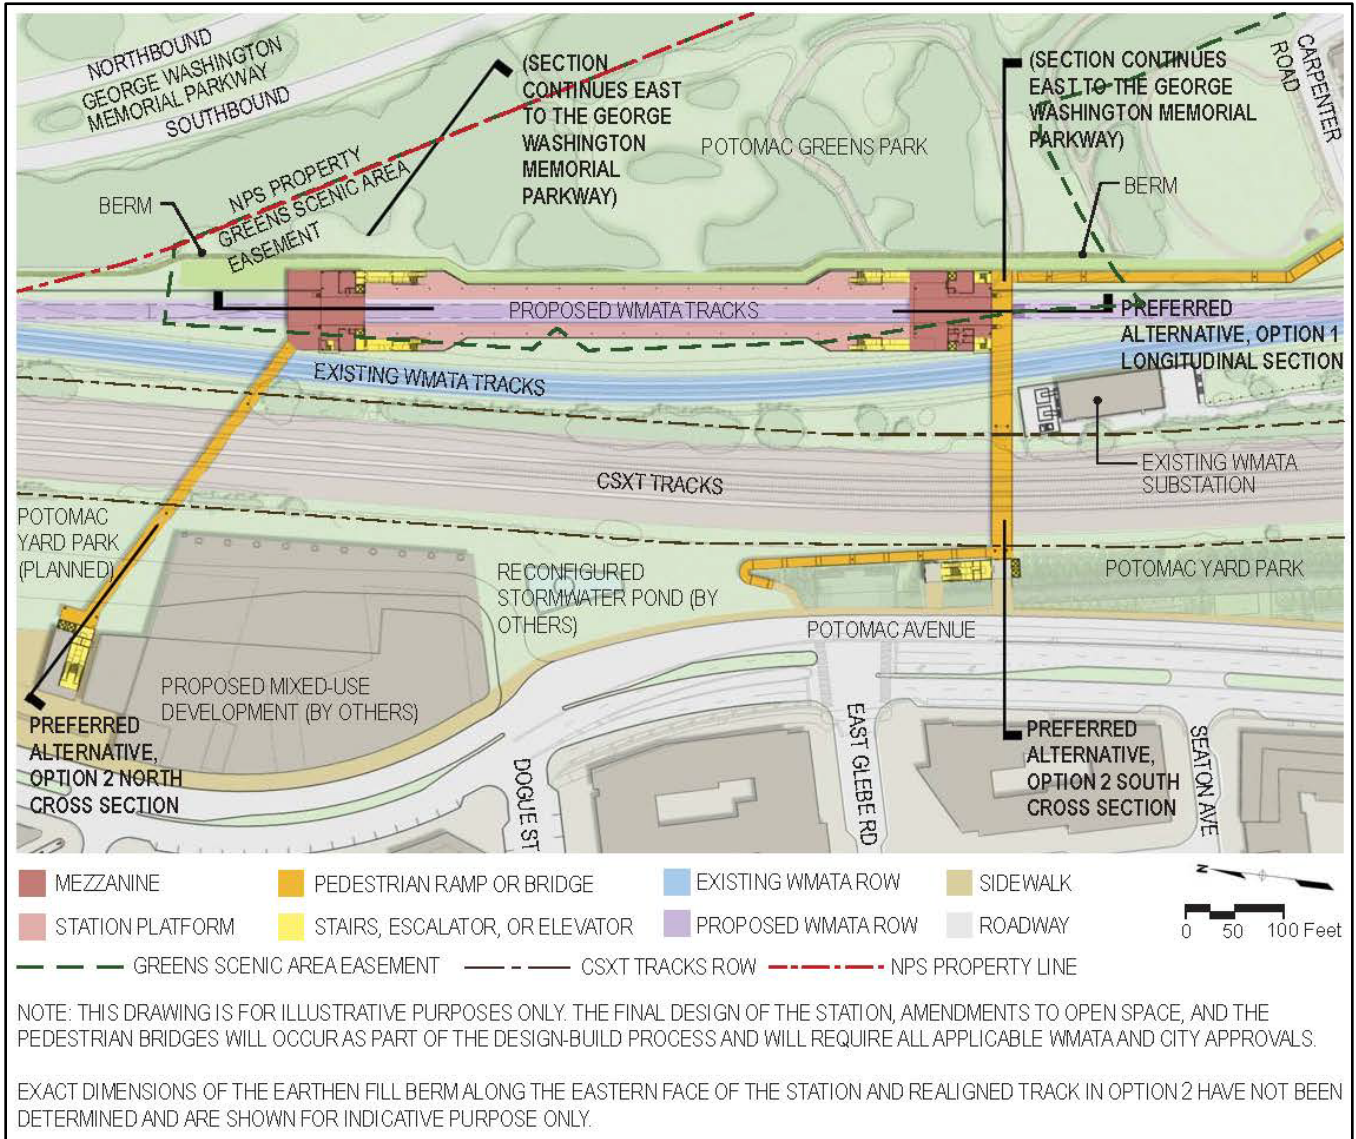 NORTHBOUND
GEORGE WASHINGTON
MEMORIAL PARKWAY
SOUTHBOUND
(SECTION
CONTINUES EAST
TO THE GEORGE
WASHINGTON
MEMORIAL
PARKWAY)
POTOMAC GREENS PARK
(SECTION CONTINUES
EAST TO THE GEORGE
WASHINGTON MEMORIAL
PARKWAY)
CARPENTER
ROAD
BERM
NPS PROPERTY
GREENS SCENIC AREA
EASEMENT
BERM
PROPOSED WMATA TRACKS
PREFERRED
ALTERNATIVE, OPTION 1
LONGITUDINAL SECTION
EXISTING WMATA TRACKS
CSXT TRACKS
EXISTING WMATA
SUBSTATION
POTOMAC
YARD PARK
(PLANNED)
RECONFIGURED
STORMWATER POND (BY
OTHERS)
POTOMAC YARD PARK
POTOMAC AVENUE
PROPOSED MIXED-USE
DEVELOPMENT (BY OTHERS)
PREFERRED
ALTERNATIVE,
OPTION 2 NORTH
CROSS SECTION
DOGUE ST
EAST GLEBE RD
PREFERRED
ALTERNATIVE,
OPTION 2 SOUTH
CROSS SECTION
SEATON AVE
MEZZANINE
PEDESTRIAN RAMP OR BRIDGE
EXISTING WMATA ROW
SIDEWALK
STATION PLATFORM
STAIRS, ESCALATOR, OR ELEVATOR
PROPOSED WMATA ROW
ROADWAY
N
0 50 100 Feet
GREENS SCENIC AREA EASEMENT
CSXT TRACKS ROW
NPS PROPERTY LINE
NOTE: THIS DRAWING IS FOR ILLUSTRATIVE PURPOSES ONLY. THE FINAL DESIGN OF THE STATION, AMENDMENTS TO OPEN SPACE, AND THE
PEDESTRIAN BRIDGES WILL OCCUR AS PART OF THE DESIGN-BUILD PROCESS AND WILL REQUIRE ALL APPLICABLE WMATA AND CITY APPROVALS.
EXACT DIMENSIONS OF THE EARTHEN FILL BERM ALONG THE EASTERN FACE OF THE STATION AND REALIGNED TRACK IN OPTION 2 HAVE NOT BEEN
DETERMINED AND ARE SHOWN FOR INDICATIVE PURPOSE ONLY.